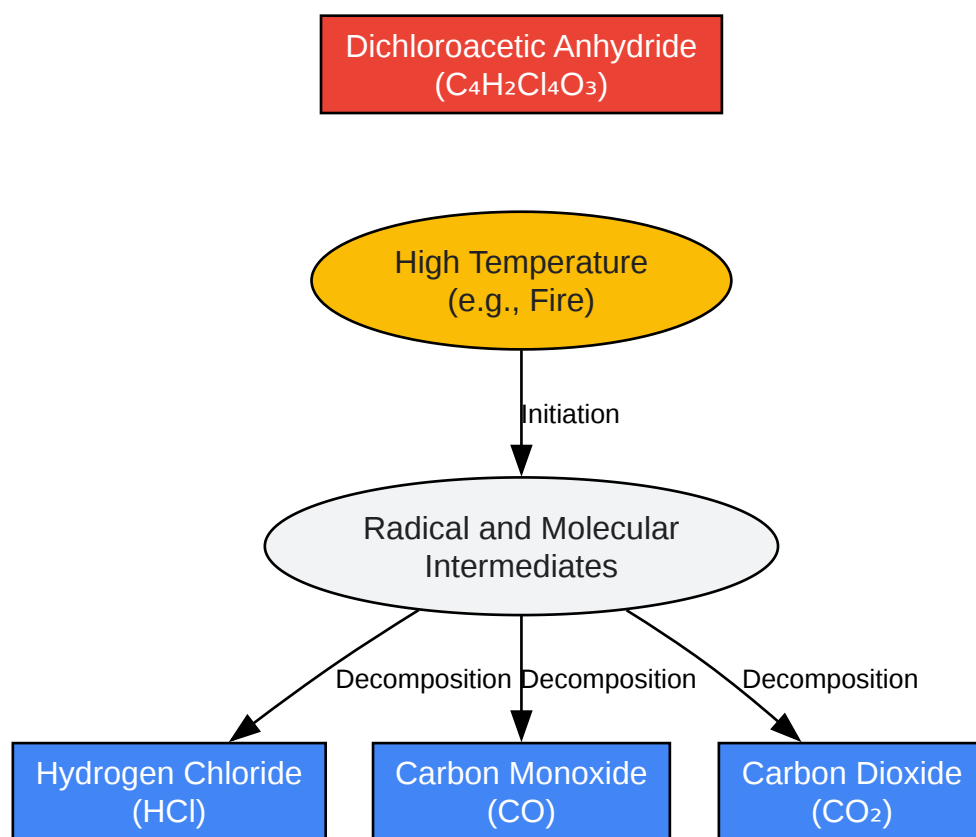 Dichloroacetic Anhydride
(C₄H₂Cl₄O₃)
High Temperature
(e.g., Fire)
Initiation
Radical and Molecular
Intermediates
Decomposition
Decomposition
Decomposition
Hydrogen Chloride
(HCl)
Carbon Monoxide
(CO)
Carbon Dioxide
(CO₂)